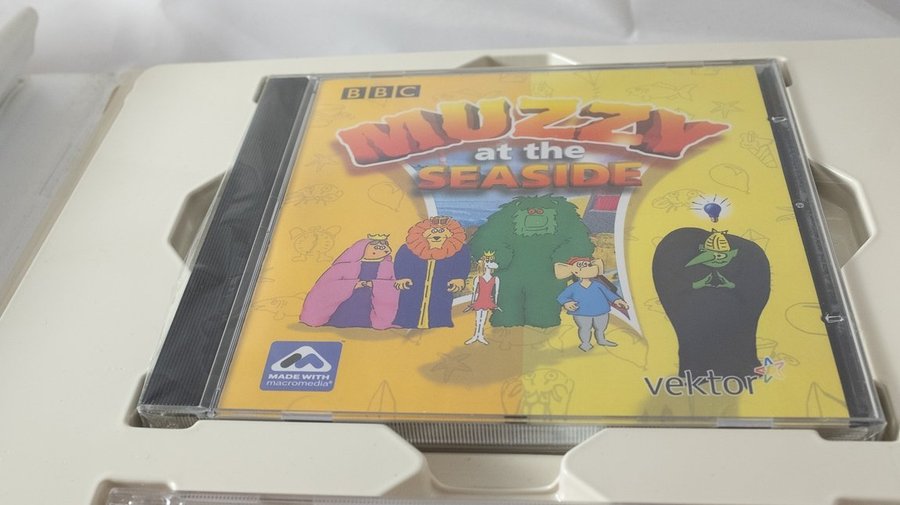 BBC
MUZZY
at the
SEASIDE
MADE WITH
macromedia®
vektor